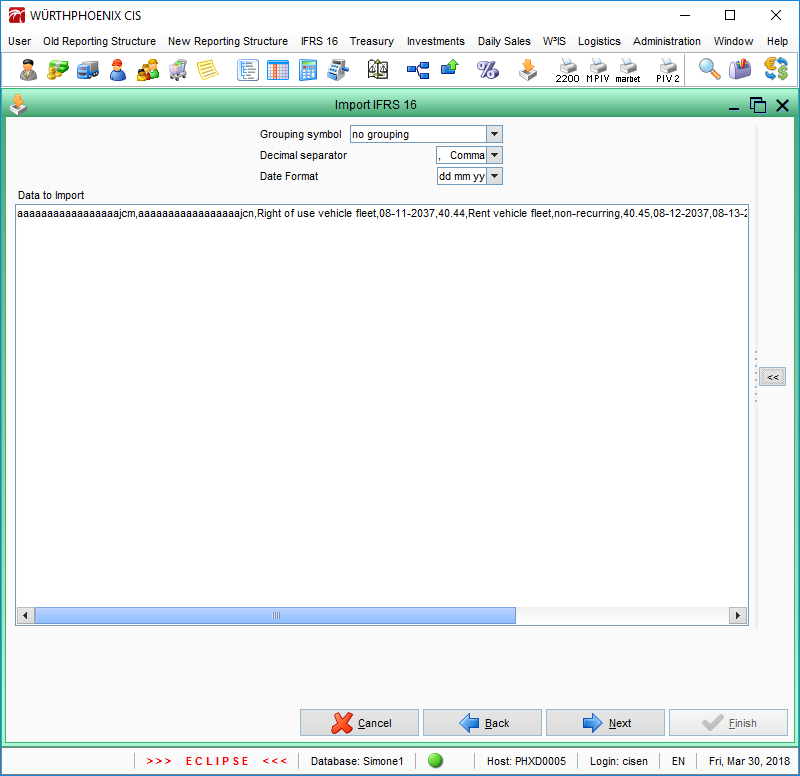 WÜRTHPHOENIX CIS
User Old Reporting Structure New Reporting Structure IFRS 16 Treasury Investments Daily Sales W³IS Logistics Administration Window Help
2200 MPIV marbet PIV2
Import IFRS 16
Grouping symbol no grouping
Decimal separator , Comma
Date Format dd mm yy
Data to Import
aaaaaaaaaaaaaaaaajcm,aaaaaaaaaaaaaaaaajcn,Right of use vehicle fleet,08-11-2037,40.44,Rent vehicle fleet,non-recurring,40.45,08-12-2037,08-13-2
<<
Cancel Back Next Finish
>>> ECLIPSE <<< Database: Simone1 Host: PHXD0005 Login: cisen EN Fri, Mar 30, 2018